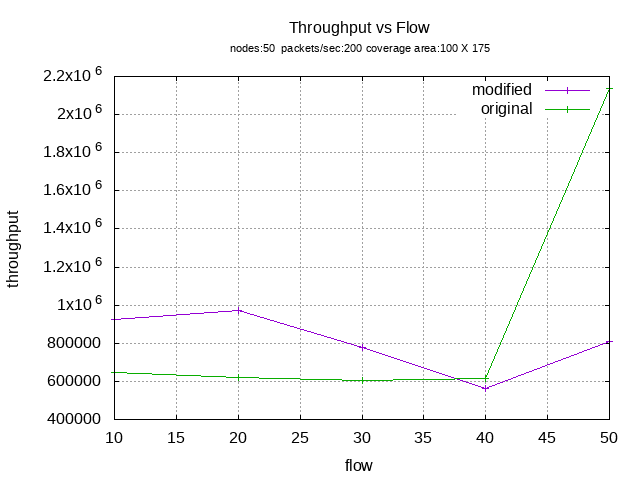 Throughput vs Flow
nodes:50 packets/sec:200 coverage area:100 X 175
modified
original
2.2x10 6
2x10 6
1.8x10 6
1.6x10 6
1.4x10 6
1.2x10 6
1x10 6
800000
600000
400000
throughput
10 15 20 25 30 35 40 45 50
flow